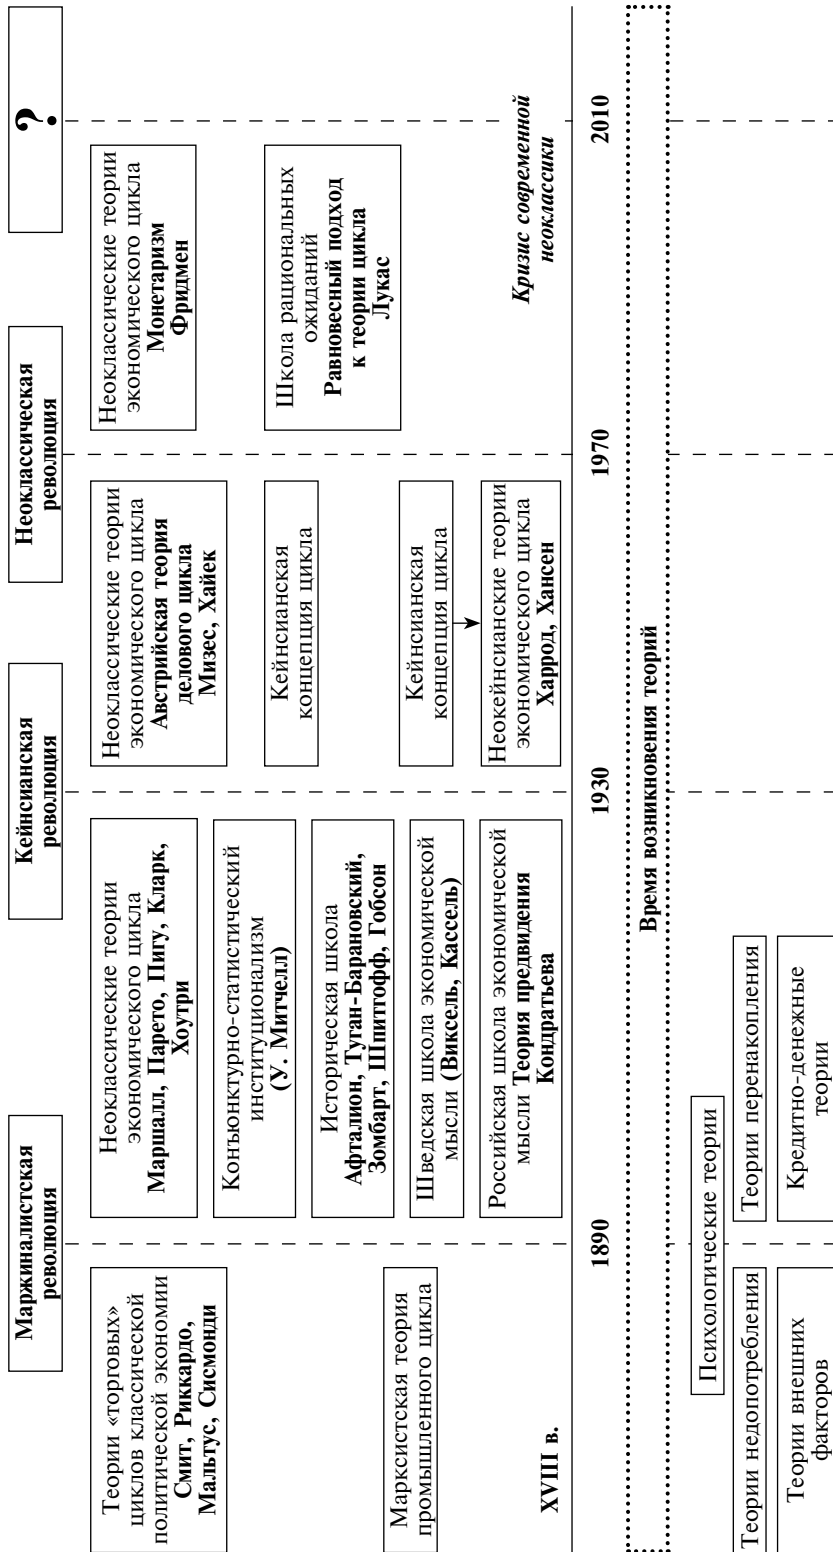 Маржиналистская
революция
Кейнсианская
революция
Неоклассическая
революция
?
Теории «торговых»
циклов классической
политической экономии
Смит, Риккардо,
Мальтус, Сисмонди
Марксистская теория
промышленного цикла
Неоклассические теории
экономического цикла
Маршалл, Парето, Пигу, Кларк,
Хоутри
Конъюнктурно-статистический
институционализм
(У. Митчелл)
Историческая школа
Афталион, Туган-Барановский,
Зомбарт, Шпитгофф, Гобсон
Шведская школа экономической
мысли (Виксель, Кассель)
Российская школа экономической
мысли Теория предвидения
Кондратьева
Неоклассические теории
экономического цикла
Австрийская теория
делового цикла
Мизес, Хайек
Кейнсианская
концепция цикла
Кейнсианская
концепция цикла
Неокейнсианские теории
экономического цикла
Харрод, Хансен
Неоклассические теории
экономического цикла
Монетаризм
Фридмен
Школа рациональных
ожиданий
Равновесный подход
к теории цикла
Лукас
Кризис современной
неоклассики
XVIII в.
1890
1930
1970
2010
Время возникновения теорий
Психологические теории
Теории недопотребления
Теории перенакопления
Теории внешних
факторов
Кредитно-денежные
теории